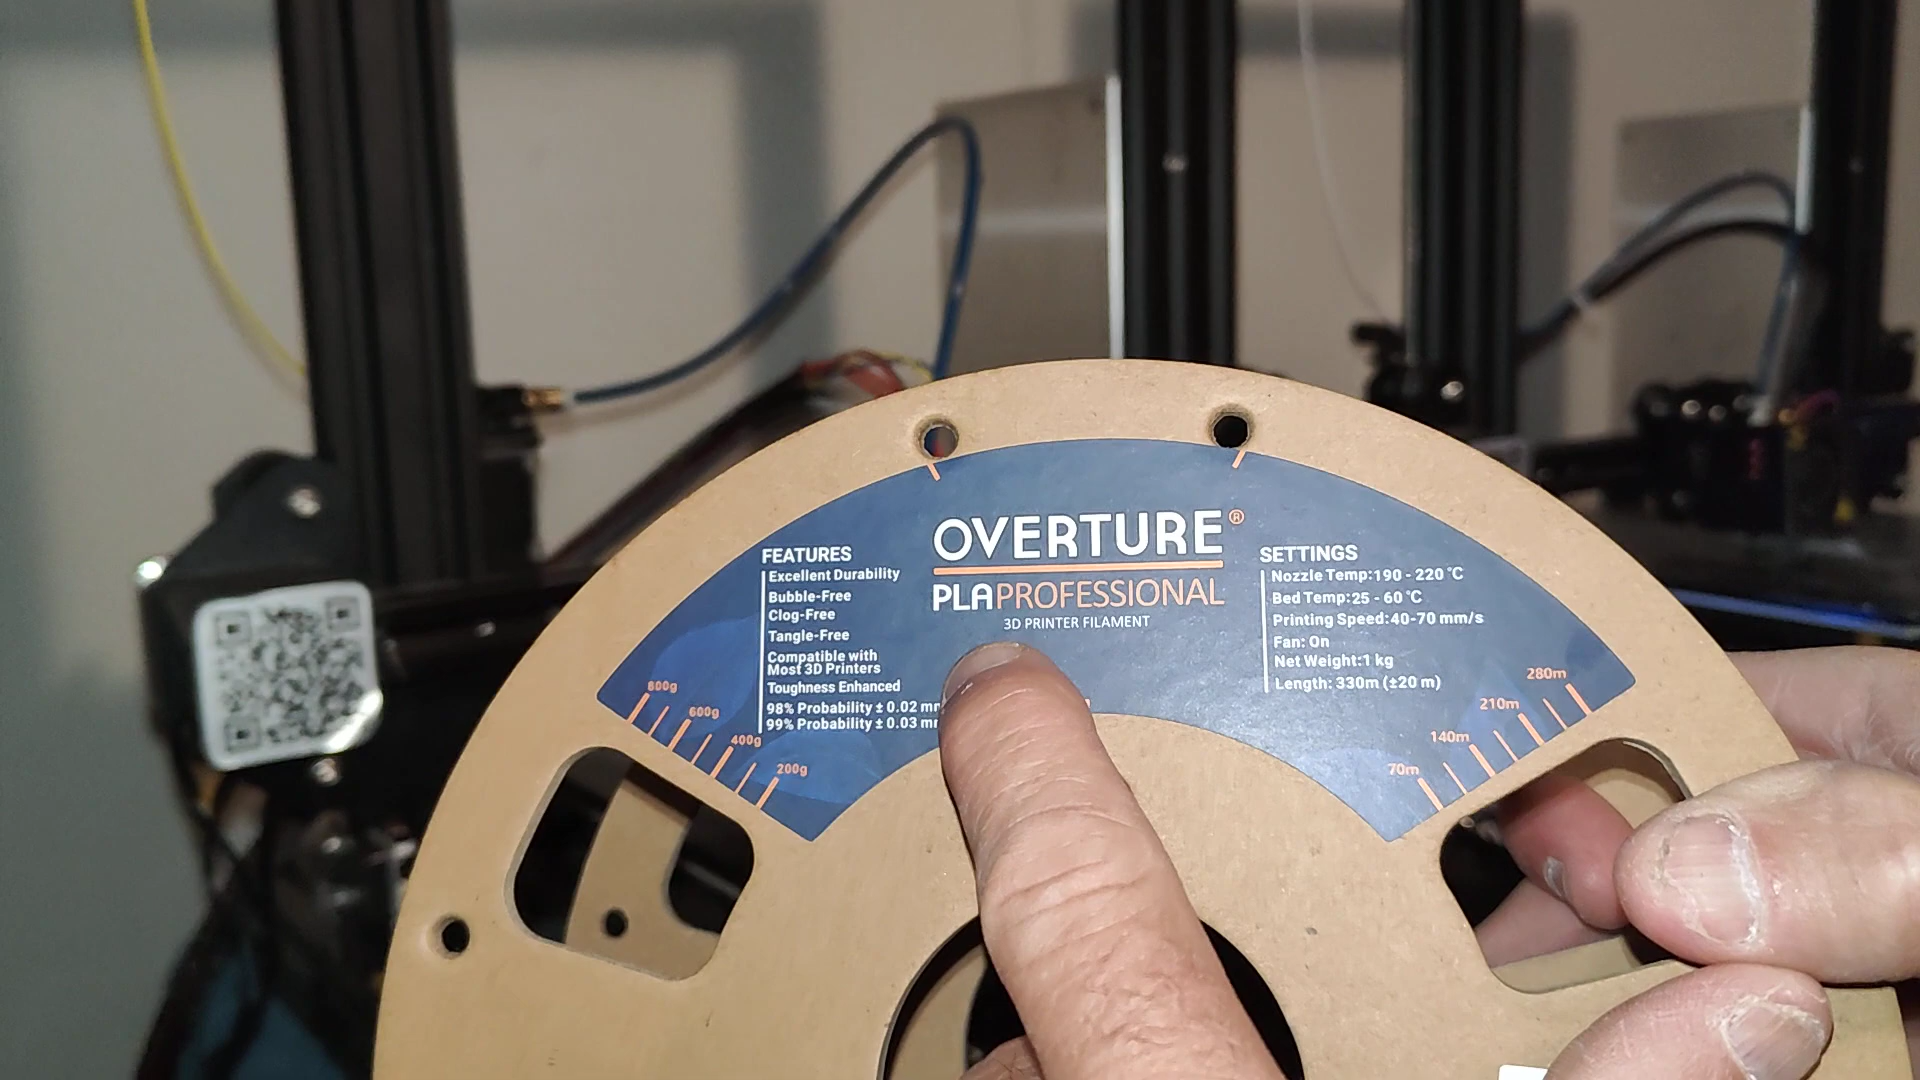 OVERTURE®
PLAPROFESSIONAL
3D PRINTER FILAMENT
FEATURES
Excellent Durability
Bubble-Free
Clog-Free
Tangle-Free
Compatible with
Most 3D Printers
Toughness Enhanced
98% Probability ± 0.02
99% Probability ± 0.03
800g
600g
400g
200g
SETTINGS
Nozzle Temp:190 - 220 °C
Bed Temp:25 - 60 °C
Printing Speed:40-70 mm/s
Fan: On
Net Weight:1 kg
Length: 330m (±20 m)
280m
210m
140m
70m